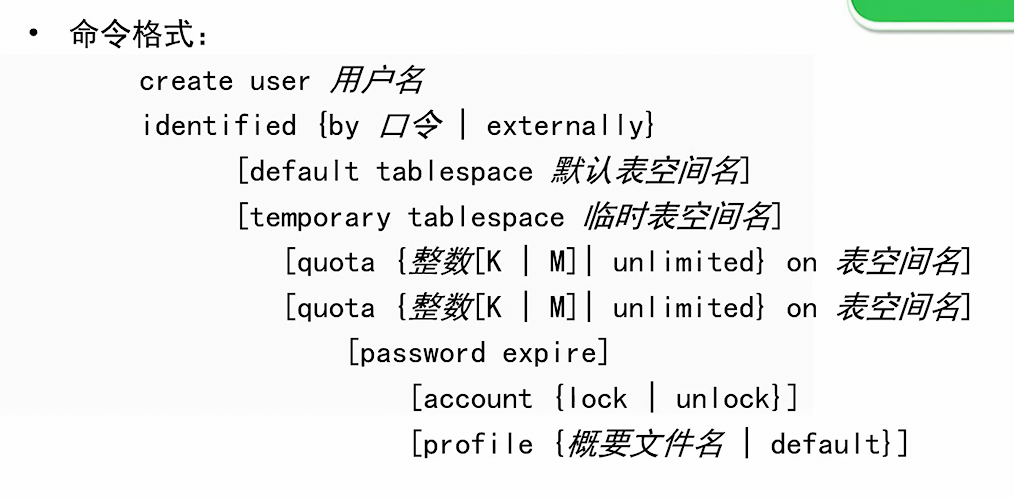 • 命令格式：
create user 用户名
identified {by 口令 | externally}
[default tablespace 默认表空间名]
[temporary tablespace 临时表空间名]
[quota {整数[K | M]| unlimited} on 表空间名]
[quota {整数[K | M]| unlimited} on 表空间名]
[password expire]
[account {lock | unlock}]
[profile {概要文件名 | default}]